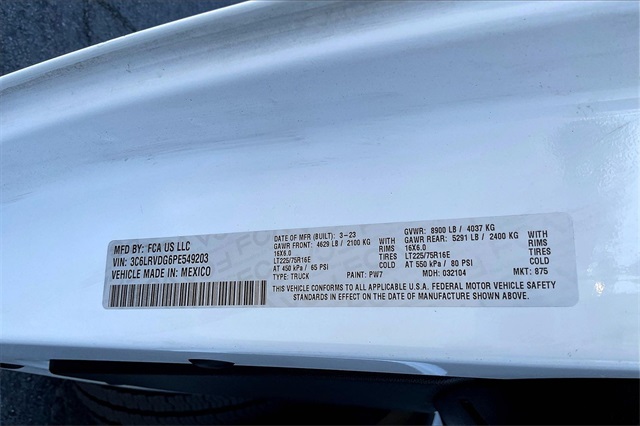 MFD BY: FCA US LLC
VIN: 3C6LRVDG6PE549203
VEHICLE MADE IN: MEXICO
DATE OF MFR (BUILT): 3-23
GAWR FRONT: 4629 LB / 2100 KG WITH
16X6.0 RIMS
LT225/75R16E TIRES
AT 450 kPa / 65 PSI COLD
TYPE: TRUCK PAINT: PW7
GVWR: 8900 LB / 4037 KG
GAWR REAR: 5291 LB / 2400 KG WITH
16X6.0 RIMS
LT225/75R16E TIRES
AT 550 kPa / 80 PSI COLD
MDH: 032104 MKT: 875
THIS VEHICLE CONFORMS TO ALL APPLICABLE U.S.A. FEDERAL MOTOR VEHICLE SAFETY
STANDARDS IN EFFECT ON THE DATE OF MANUFACTURE SHOWN ABOVE.